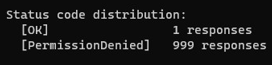 Status code distribution:
[OK] 1 responses
[PermissionDenied] 999 responses